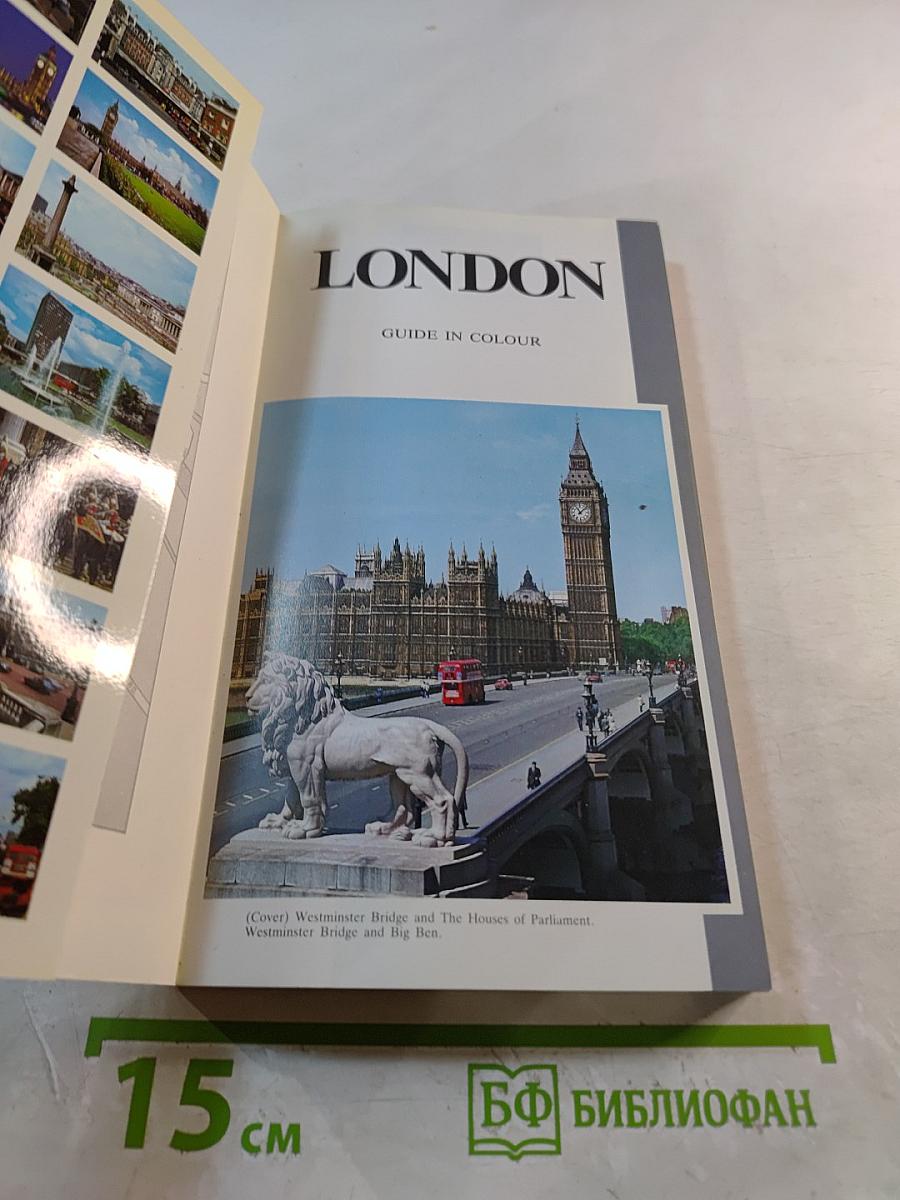 LONDON
GUIDE IN COLOUR
(Cover) Westminster Bridge and The Houses of Parliament.
Westminster Bridge and Big Ben.
15 см
БФ БИБЛИОФАН